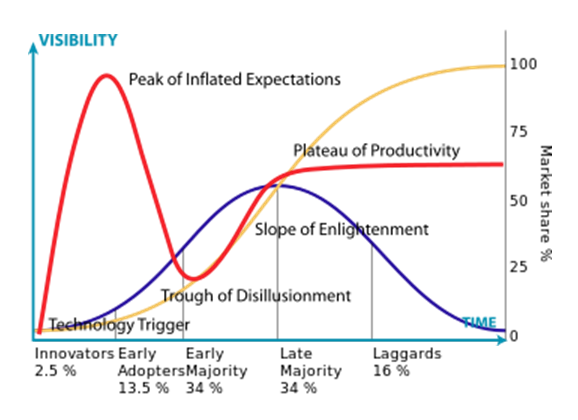 VISIBILITY
100
Peak of Inflated Expectations
75
Plateau of Productivity
Market share %
50
Slope of Enlightenment
25
Trough of Disillusionment
Technology Trigger
TIME
0
Innovators
2.5 %
Early
Adopters
13.5 %
Early
Majority
34 %
Late
Majority
34 %
Laggards
16 %